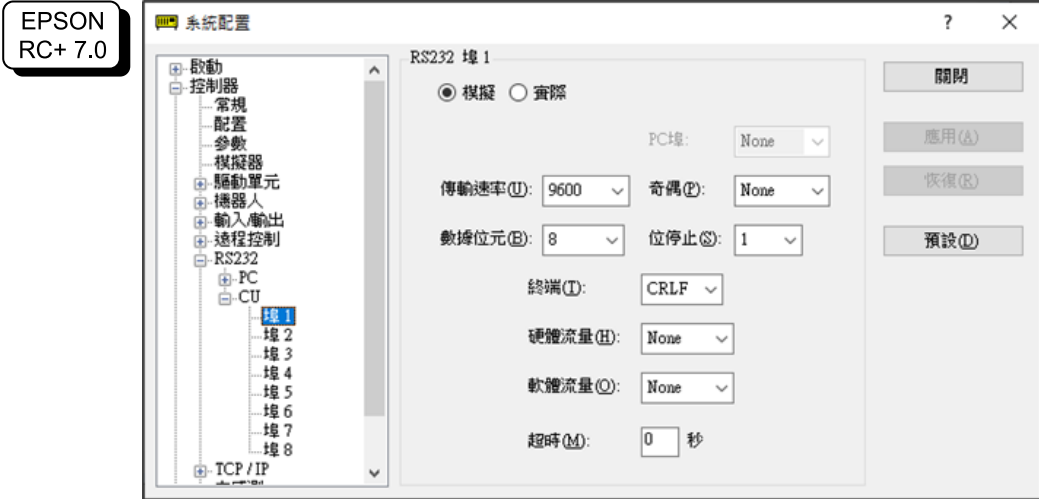 EPSON
RC+ 7.0
系統配置
啟動
控制器
常規
配置
參數
模擬器
驅動單元
機器人
輸入/輸出
遠程控制
RS232
PC
CU
埠 1
埠 2
埠 3
埠 4
埠 5
埠 6
埠 7
埠 8
TCP / IP
RS232 埠 1
模擬 實際
PC埠: None
傳輸速率(U): 9600 奇偶(P): None
數據位元(B): 8 位停止(S): 1
終端(T): CRLF
硬體流量(H): None
軟體流量(O): None
超時(M): 0 秒
關閉
應用(A)
恢復(R)
預設(D)